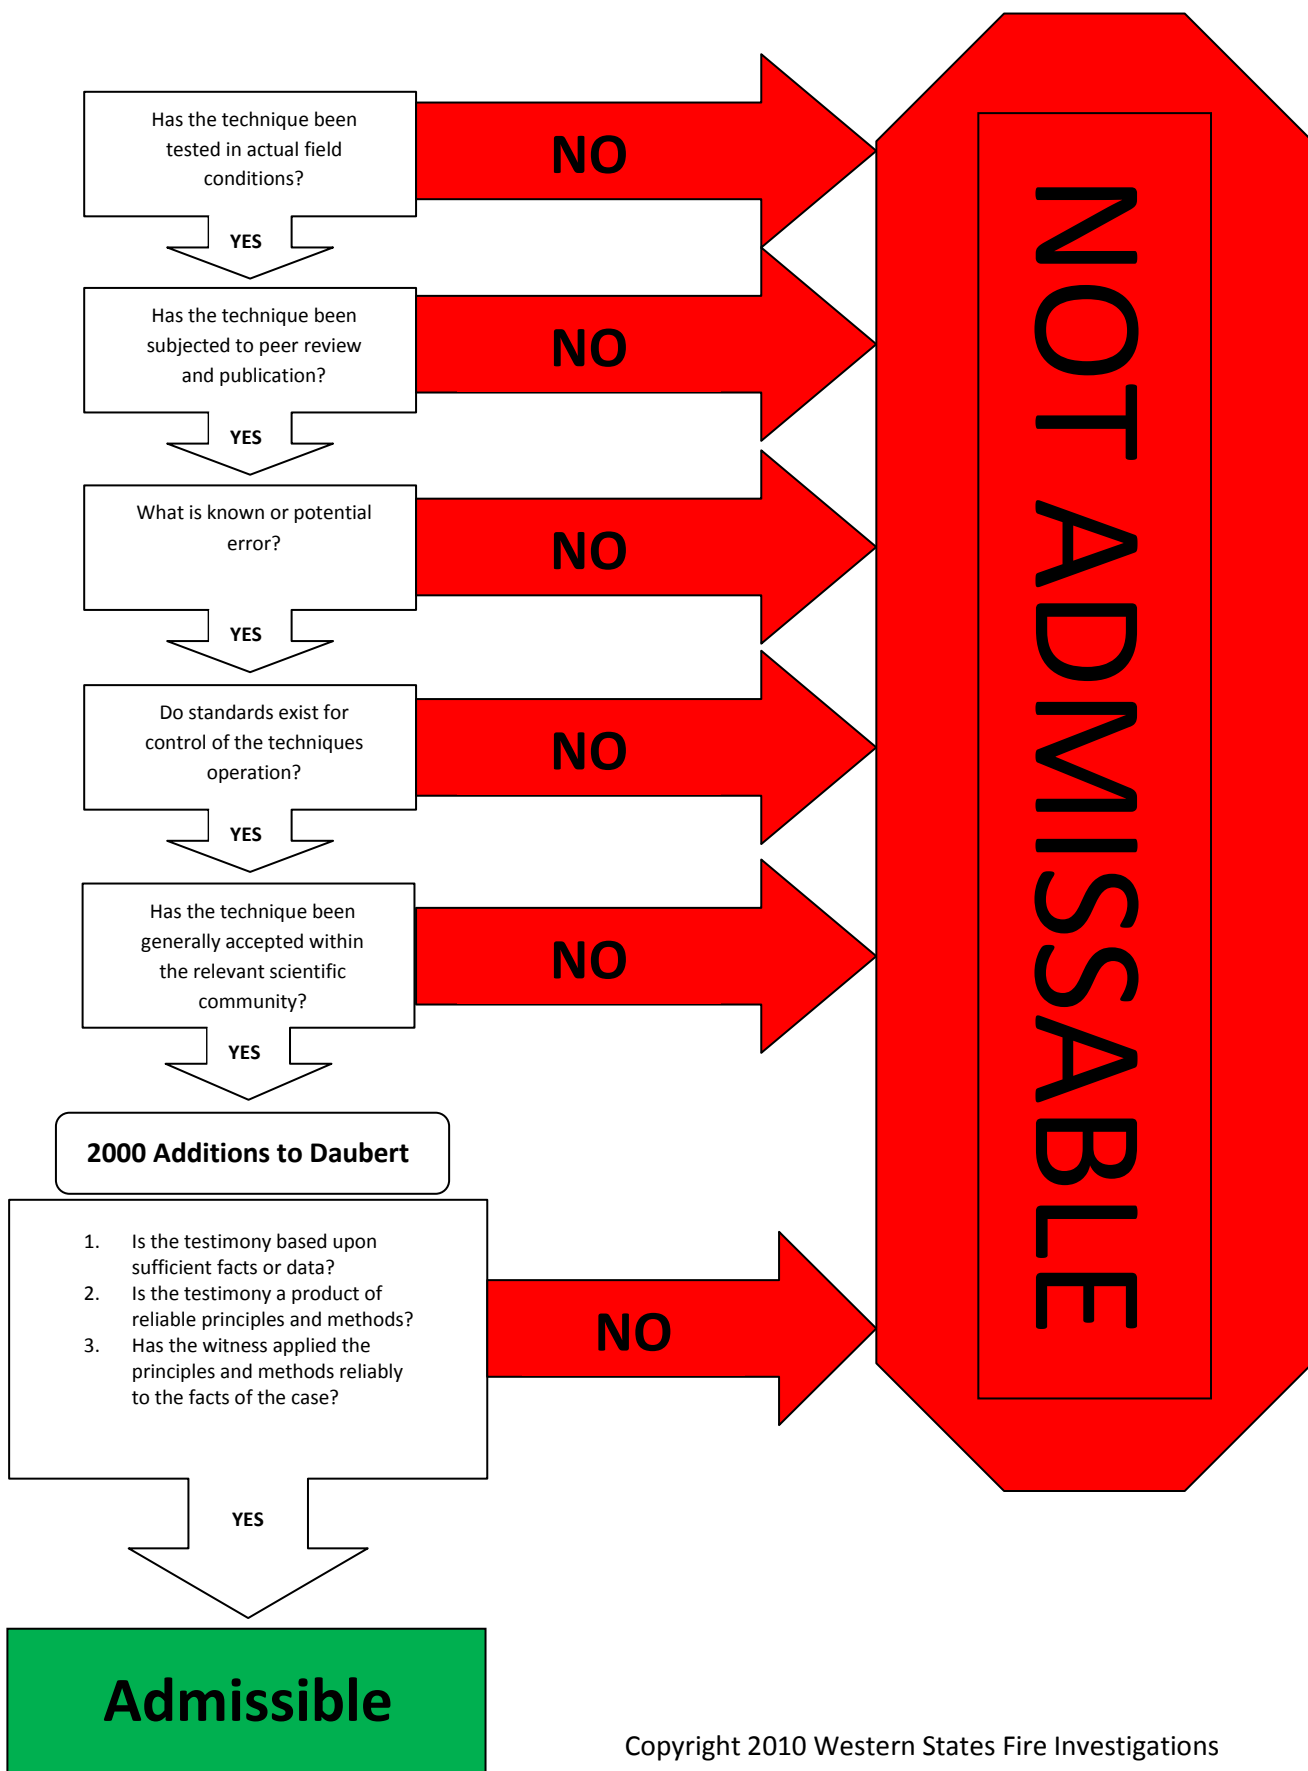 Has the technique been
tested in actual field
conditions?
NO
YES
Has the technique been
subjected to peer review
and publication?
NO
YES
What is known or potential
error?
NO
YES
Do standards exist for
control of the techniques
operation?
NO
YES
Has the technique been
generally accepted within
the relevant scientific
community?
NO
YES
2000 Additions to Daubert
1. Is the testimony based upon
sufficient facts or data?
2. Is the testimony a product of
reliable principles and methods?
3. Has the witness applied the
principles and methods reliably
to the facts of the case?
NO
YES
Admissible
NOT ADMISSABLE
Copyright 2010 Western States Fire Investigations